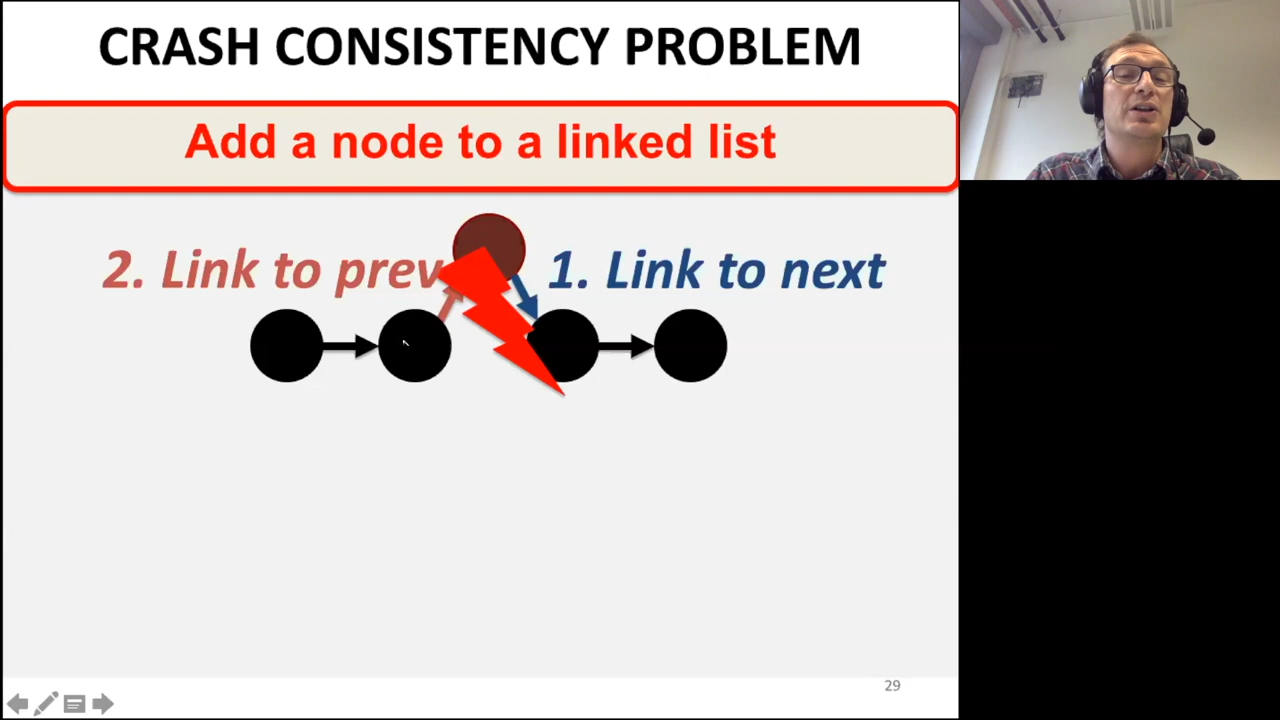 CRASH CONSISTENCY PROBLEM
Add a node to a linked list
2. Link to prev 1. Link to next
29